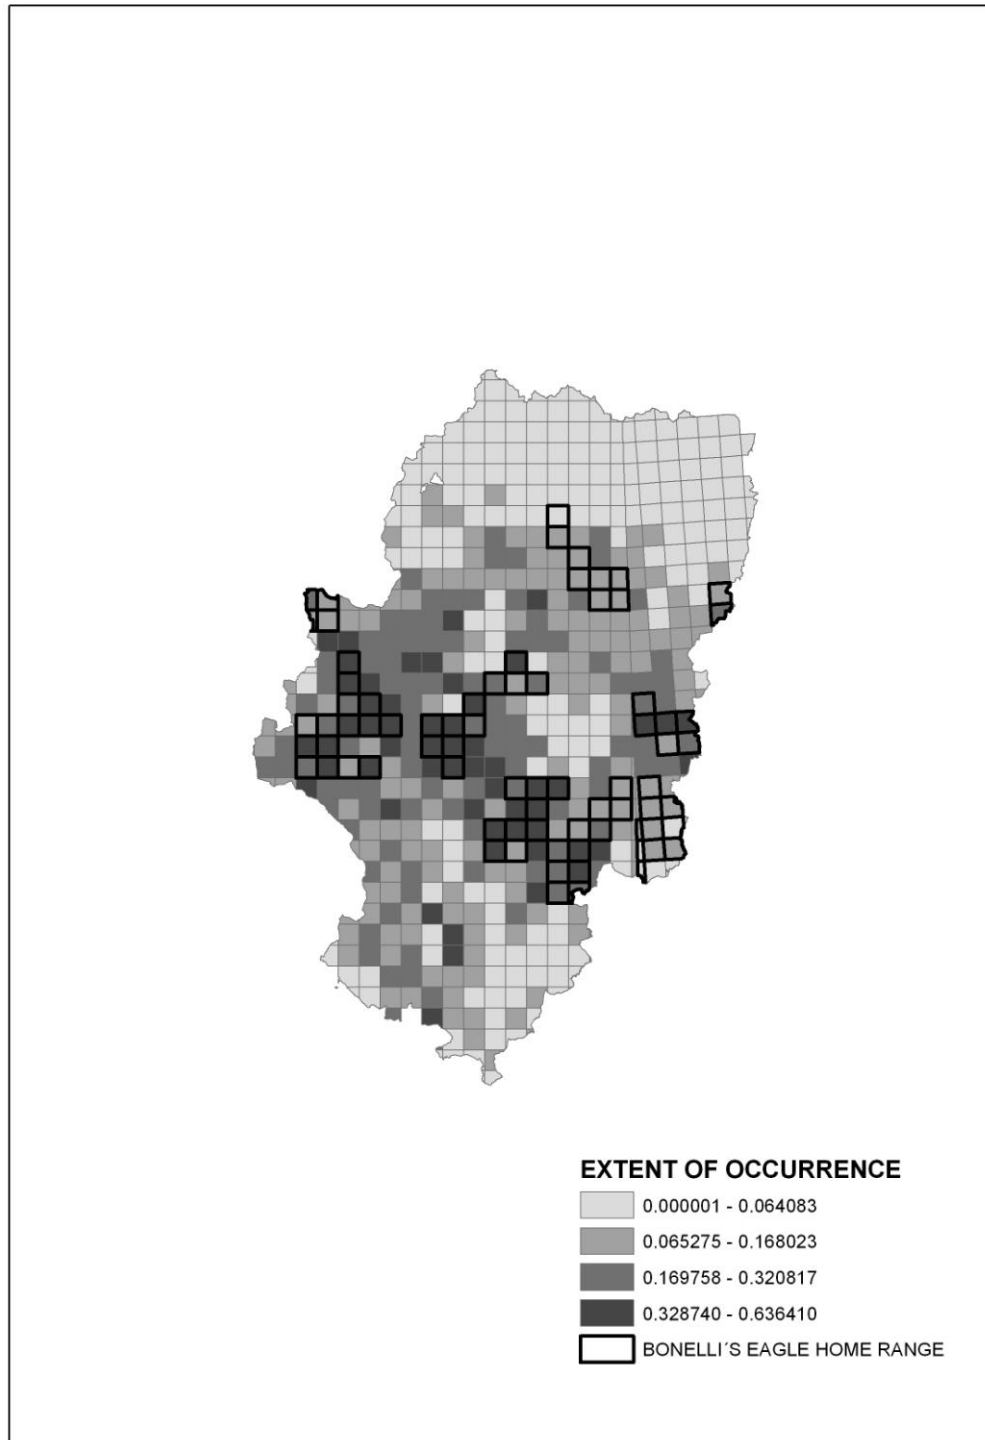 EXTENT OF OCCURRENCE
0.000001 - 0.064083
0.065275 - 0.168023
0.169758 - 0.320817
0.328740 - 0.636410
BONELLI´S EAGLE HOME RANGE